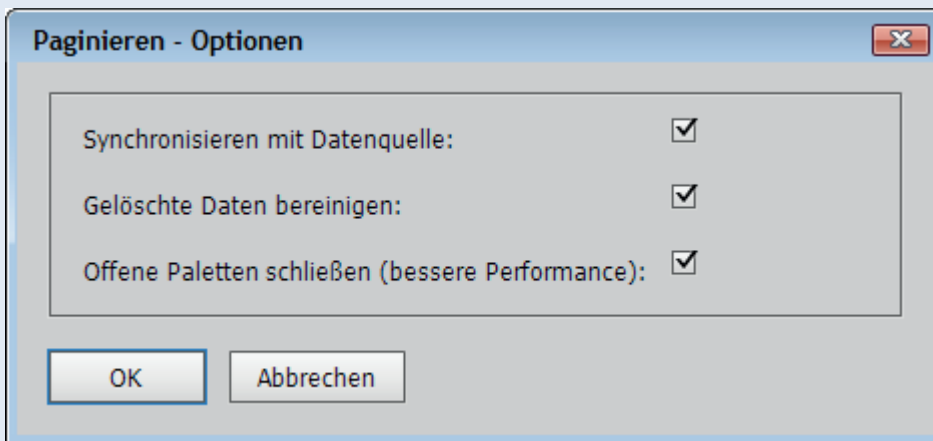 Paginieren - Optionen
Synchronisieren mit Datenquelle:
Gelöschte Daten bereinigen:
Offene Paletten schließen (bessere Performance):
OK
Abbrechen